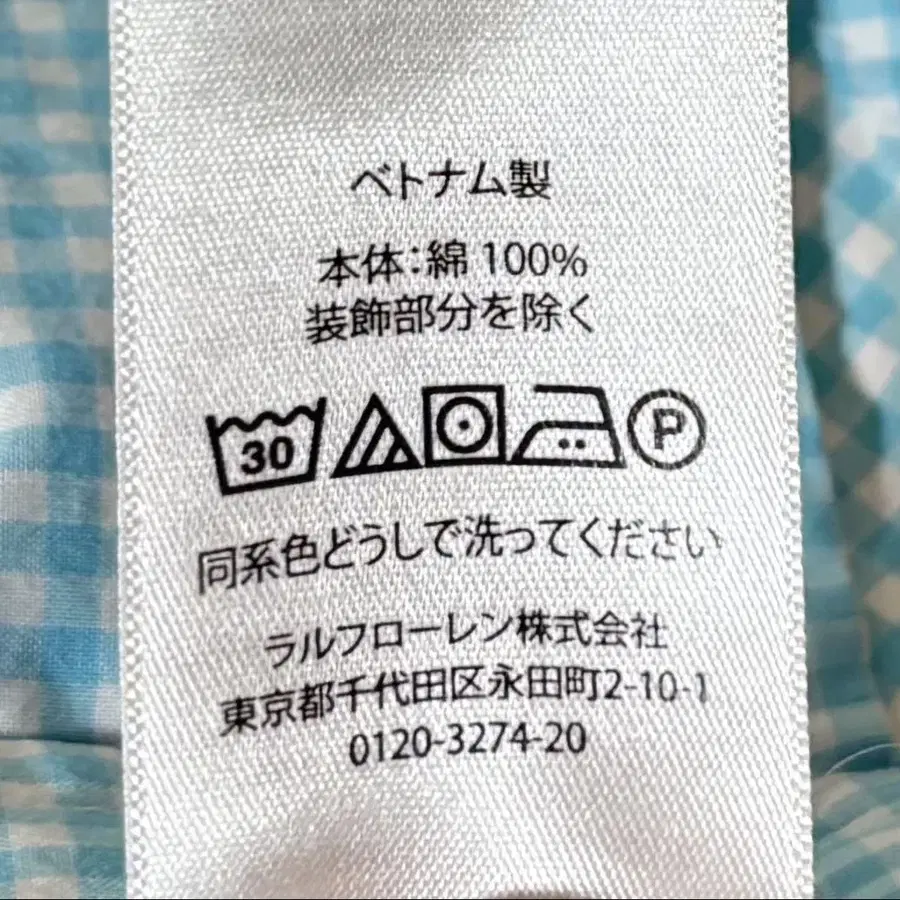 ベトナム製
本体:綿 100%
装飾部分を除く
30 P
同系色どうしで洗ってください
ラルフローレン株式会社
東京都千代田区永田町2-10-1
0120-3274-20